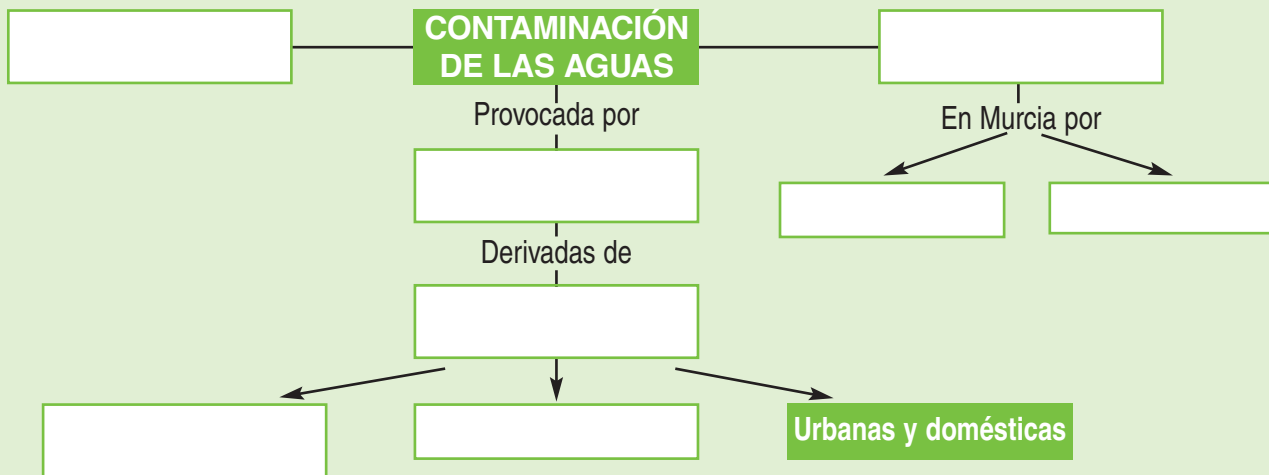 CONTAMINACIÓN
DE LAS AGUAS
Provocada por
En Murcia por
Derivadas de
Urbanas y domésticas